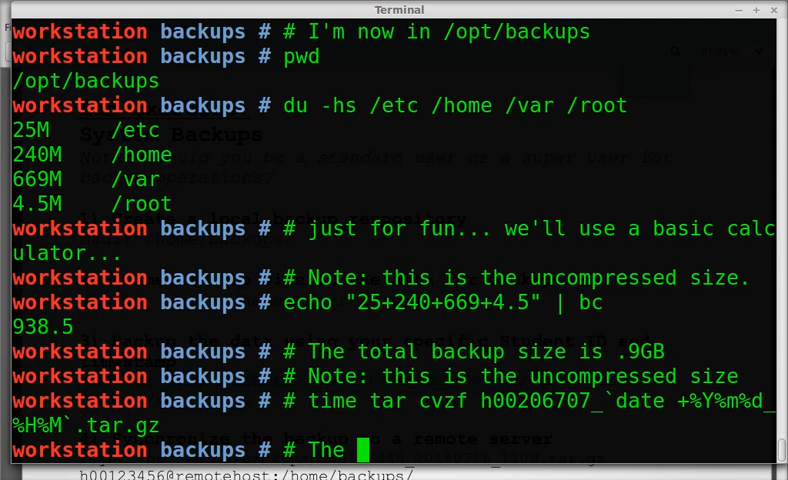 Terminal
workstation backups # # I'm now in /opt/backups
workstation backups # pwd
/opt/backups
workstation backups # du -hs /etc /home /var /root
25M     /etc
240M    /home
669M    /var
4.5M    /root
workstation backups # # just for fun... we'll use a basic calc
ulator...
workstation backups # # Note: this is the uncompressed size.
workstation backups # echo "25+240+669+4.5" | bc
938.5
workstation backups # # The total backup size is .9GB
workstation backups # # Note: this is the uncompressed size
workstation backups # # time tar cvzf h00206707_`date +%Y%m%d_
%H%M`.tar.gz
workstation backups # # The
h00123456@remotehost:/home/backups/